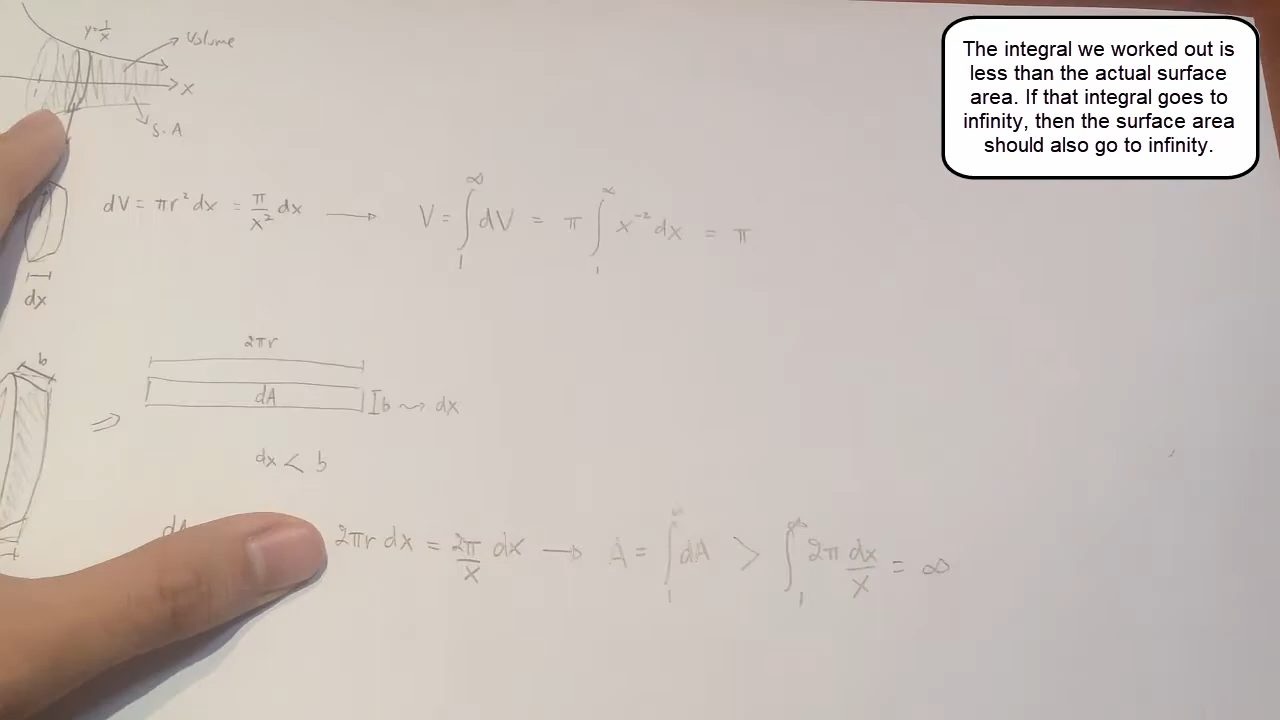 y=1/x
Volume
x
S.A
The integral we worked out is
less than the actual surface
area. If that integral goes to
infinity, then the surface area
should also go to infinity.
dV = πr² dx = π/x² dx → V = ∫₁^∞ dV = π ∫₁^∞ x⁻² dx = π
dx
2πr
b
dA
b ⇝ dx
⇒
dx < b
dA 2πr dx = 2π/x dx → A = ∫₁^∞ dA > ∫₁^∞ 2π dx/x = ∞